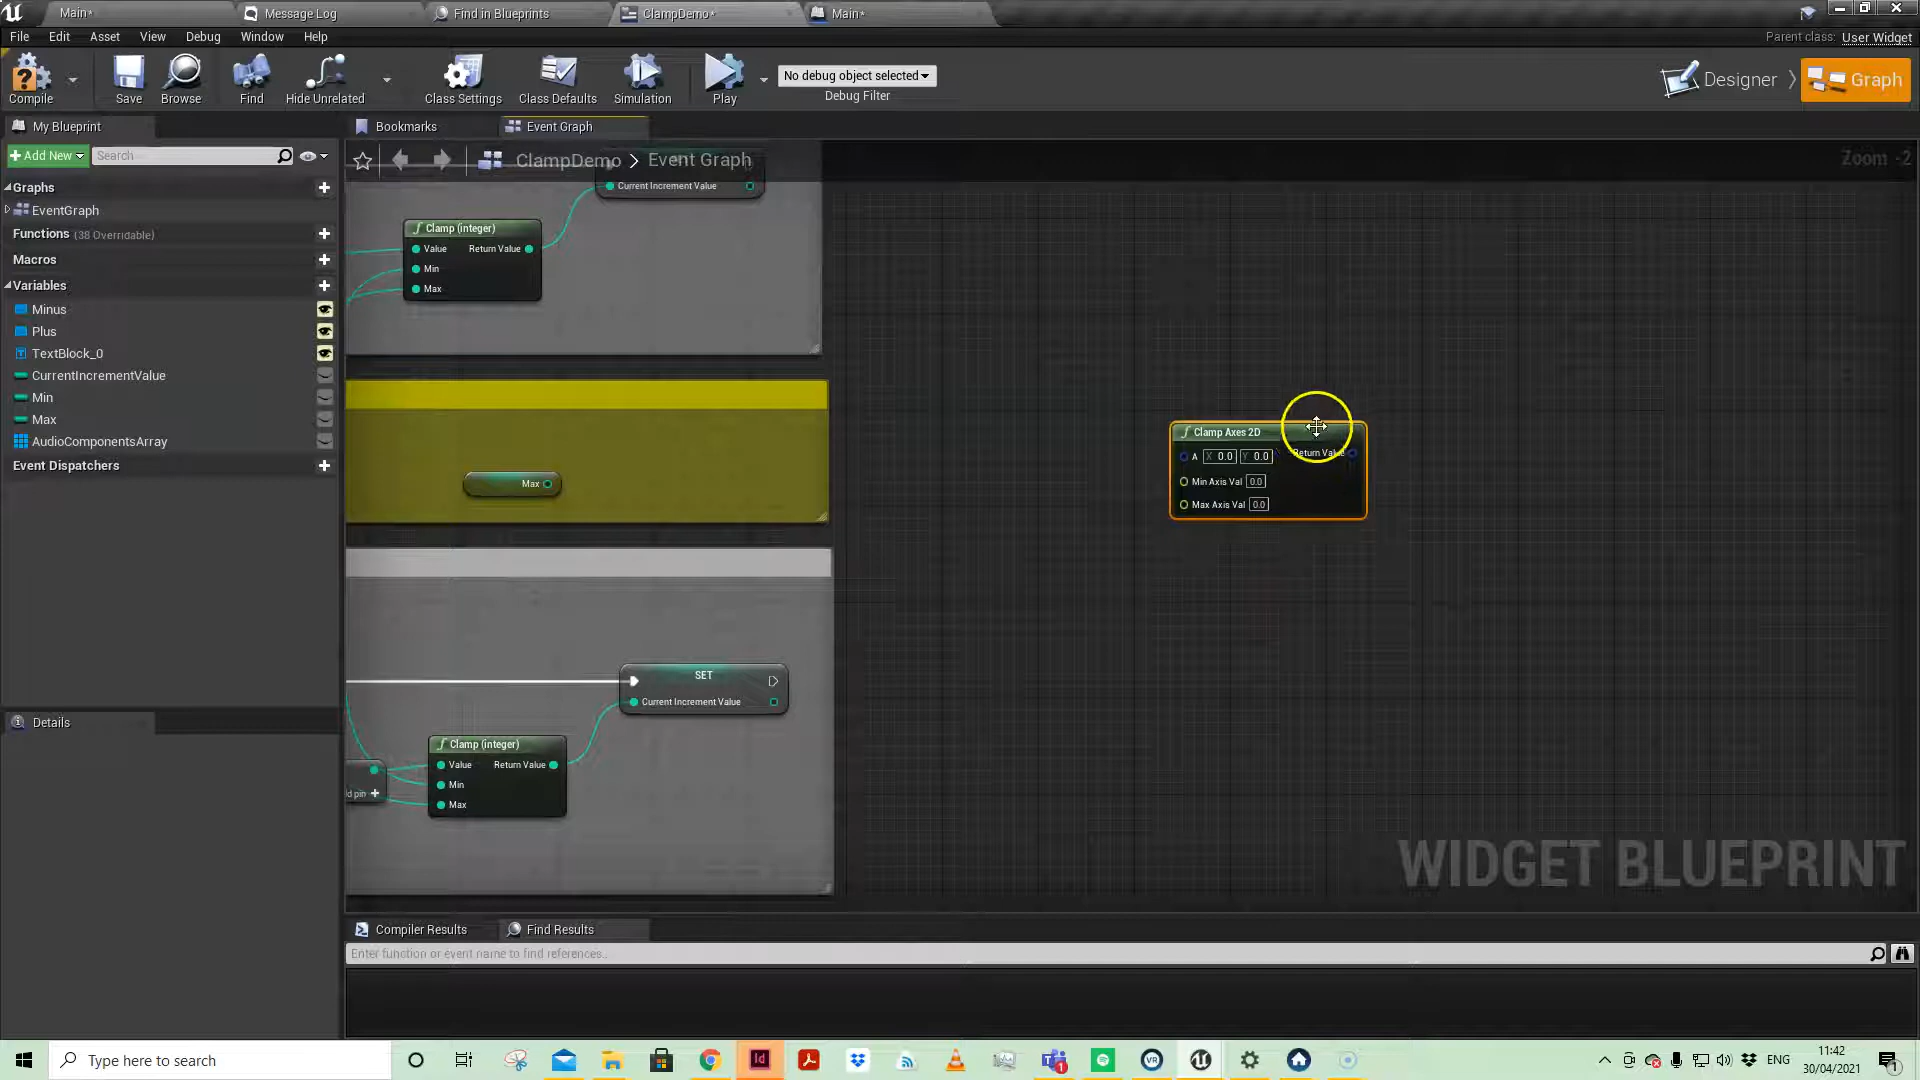 Main*
Message Log
Find in Blueprints
ClampDemo*
Main*
File
Edit
Asset
View
Debug
Window
Help
Parent class:
User Widget
Compile
Save
Browse
Find
Hide Unrelated
Class Settings
Class Defaults
Simulation
Play
No debug object selected
Debug Filter
Designer
Graph
My Blueprint
Bookmarks
Event Graph
+ Add New
Search
ClampDemo > Event Graph
Zoom -2
Graphs
EventGraph
Functions (38 Overridable)
Macros
Variables
Minus
Plus
TextBlock_0
CurrentIncrementValue
Min
Max
AudioComponentsArray
Event Dispatchers
Details
Current Increment Value
Clamp (integer)
Value
Return Value
Min
Max
Max
Clamp Axes 2D
A X 0.0 Y 0.0
Return Value
Min Axis Val 0.0
Max Axis Val 0.0
SET
Current Increment Value
Clamp (integer)
Value
Return Value
Min
Max
ld pin +
WIDGET BLUEPRINT
Compiler Results
Find Results
Enter function or event name to find references..
Type here to search
Id
VR
1
ENG
11:42
30/04/2021
1